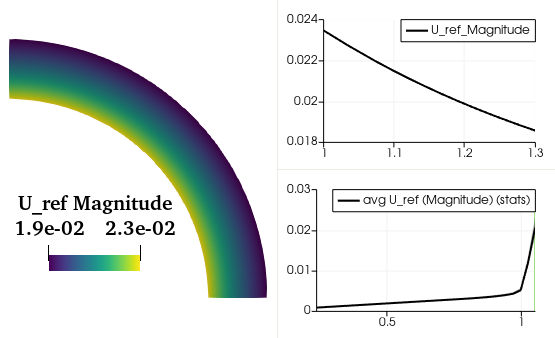 U_ref Magnitude
1.9e-02 2.3e-02
0.024
0.022
0.02
0.018
U_ref_Magnitude
1 1.1 1.2 1.3
0.03
0.02
0.01
0
avg U_ref (Magnitude) (stats)
0.5 1